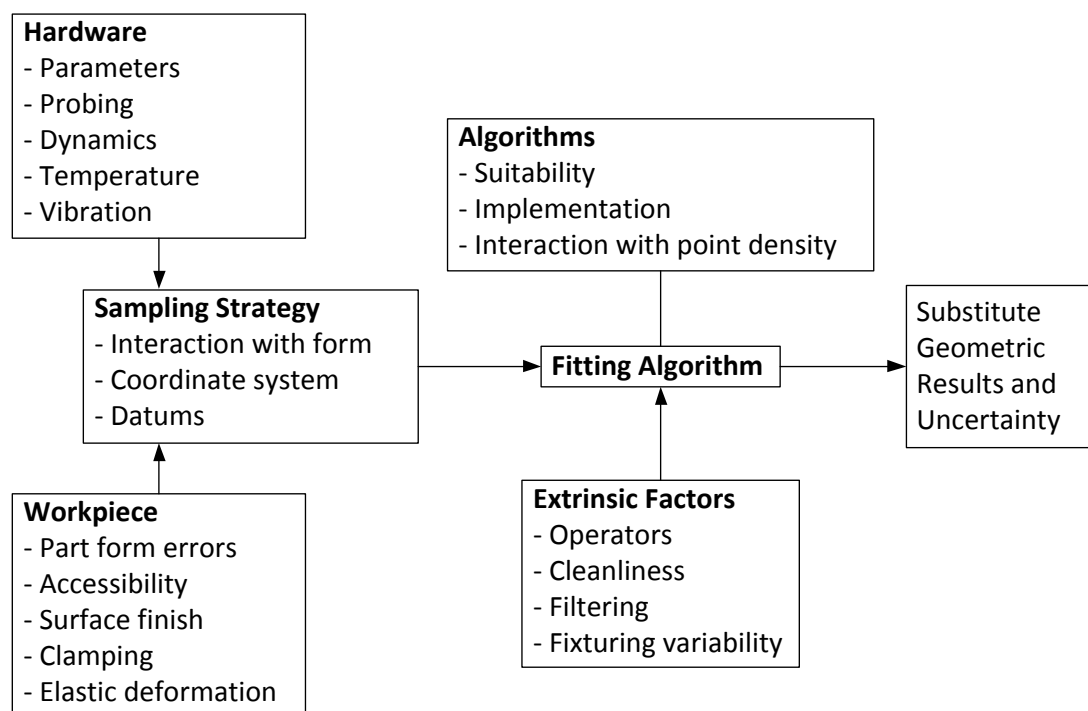 Hardware
- Parameters
- Probing
- Dynamics
- Temperature
- Vibration
Algorithms
- Suitability
- Implementation
- Interaction with point density
Sampling Strategy
- Interaction with form
- Coordinate system
- Datums
Fitting Algorithm
Substitute
Geometric
Results and
Uncertainty
Workpiece
- Part form errors
- Accessibility
- Surface finish
- Clamping
- Elastic deformation
Extrinsic Factors
- Operators
- Cleanliness
- Filtering
- Fixturing variability